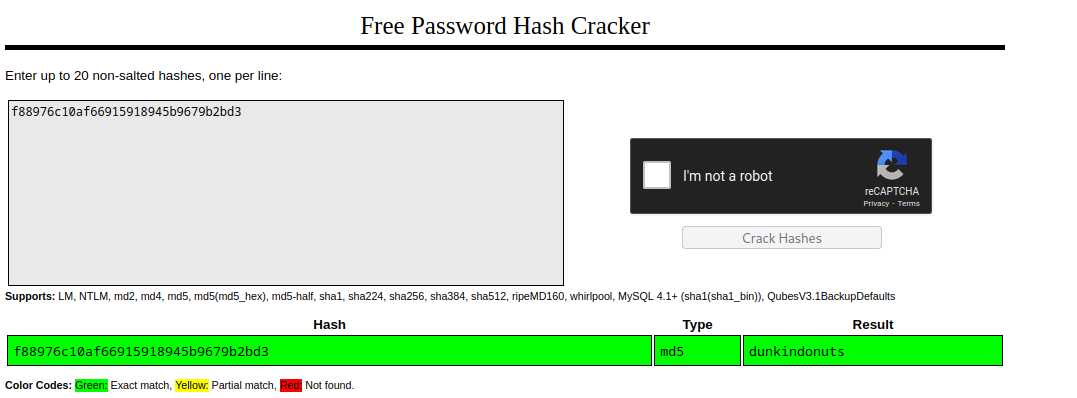 Free Password Hash Cracker
Enter up to 20 non-salted hashes, one per line:
f88976c10af66915918945b9679b2bd3
I'm not a robot
reCAPTCHA
Privacy - Terms
Crack Hashes
Supports: LM, NTLM, md2, md4, md5, md5(md5_hex), md5-half, sha1, sha224, sha256, sha384, sha512, ripeMD160, whirlpool, MySQL 4.1+ (sha1(sha1_bin)), QubesV3.1BackupDefaults
Hash Type Result
f88976c10af66915918945b9679b2bd3 md5 dunkindonuts
Color Codes: Green: Exact match, Yellow: Partial match, Red: Not found.